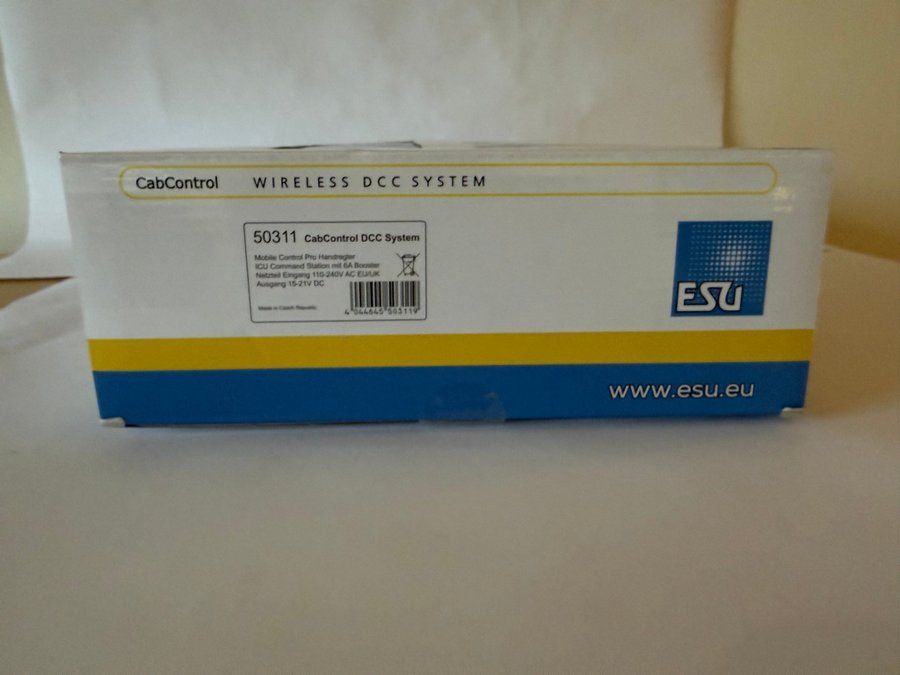 CabControl WIRELESS DCC SYSTEM
50311 CabControl DCC System
Mobile Control Pro Handregler
ICU Command Station mit 6A Booster
Netzteil Eingang 110-240V AC EU/UK
Ausgang 15-21V DC
Made in Czech Republic
4 044645 503119
ESU
www.esu.eu